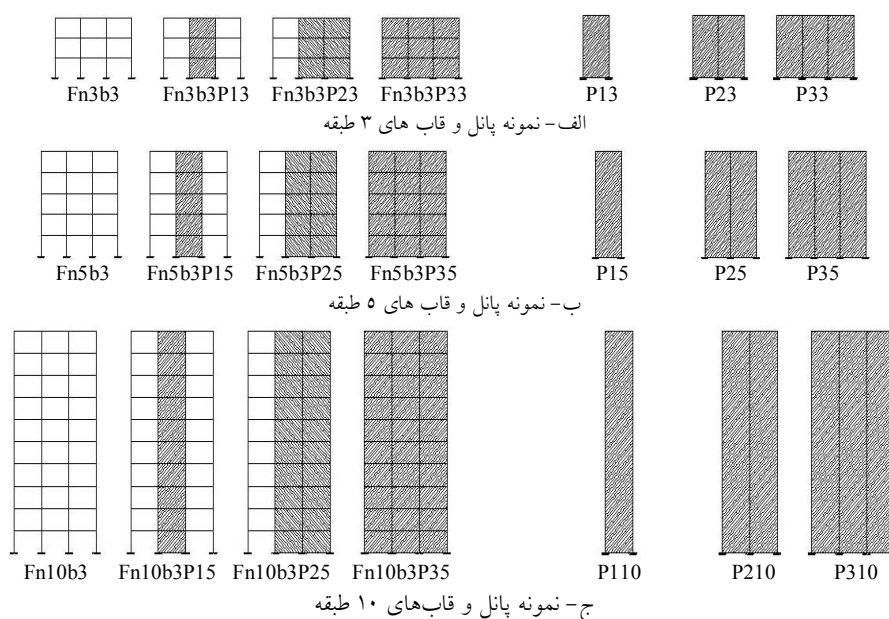 Fn3b3 Fn3b3P13 Fn3b3P23 Fn3b3P33 P13 P23 P33
الف- نمونه پانل و قاب های ۳ طبقه
Fn5b3 Fn5b3P15 Fn5b3P25 Fn5b3P35 P15 P25 P35
ب- نمونه پانل و قاب های ۵ طبقه
Fn10b3 Fn10b3P15 Fn10b3P25 Fn10b3P35 P110 P210 P310
ج- نمونه پانل و قاب‌های ۱۰ طبقه